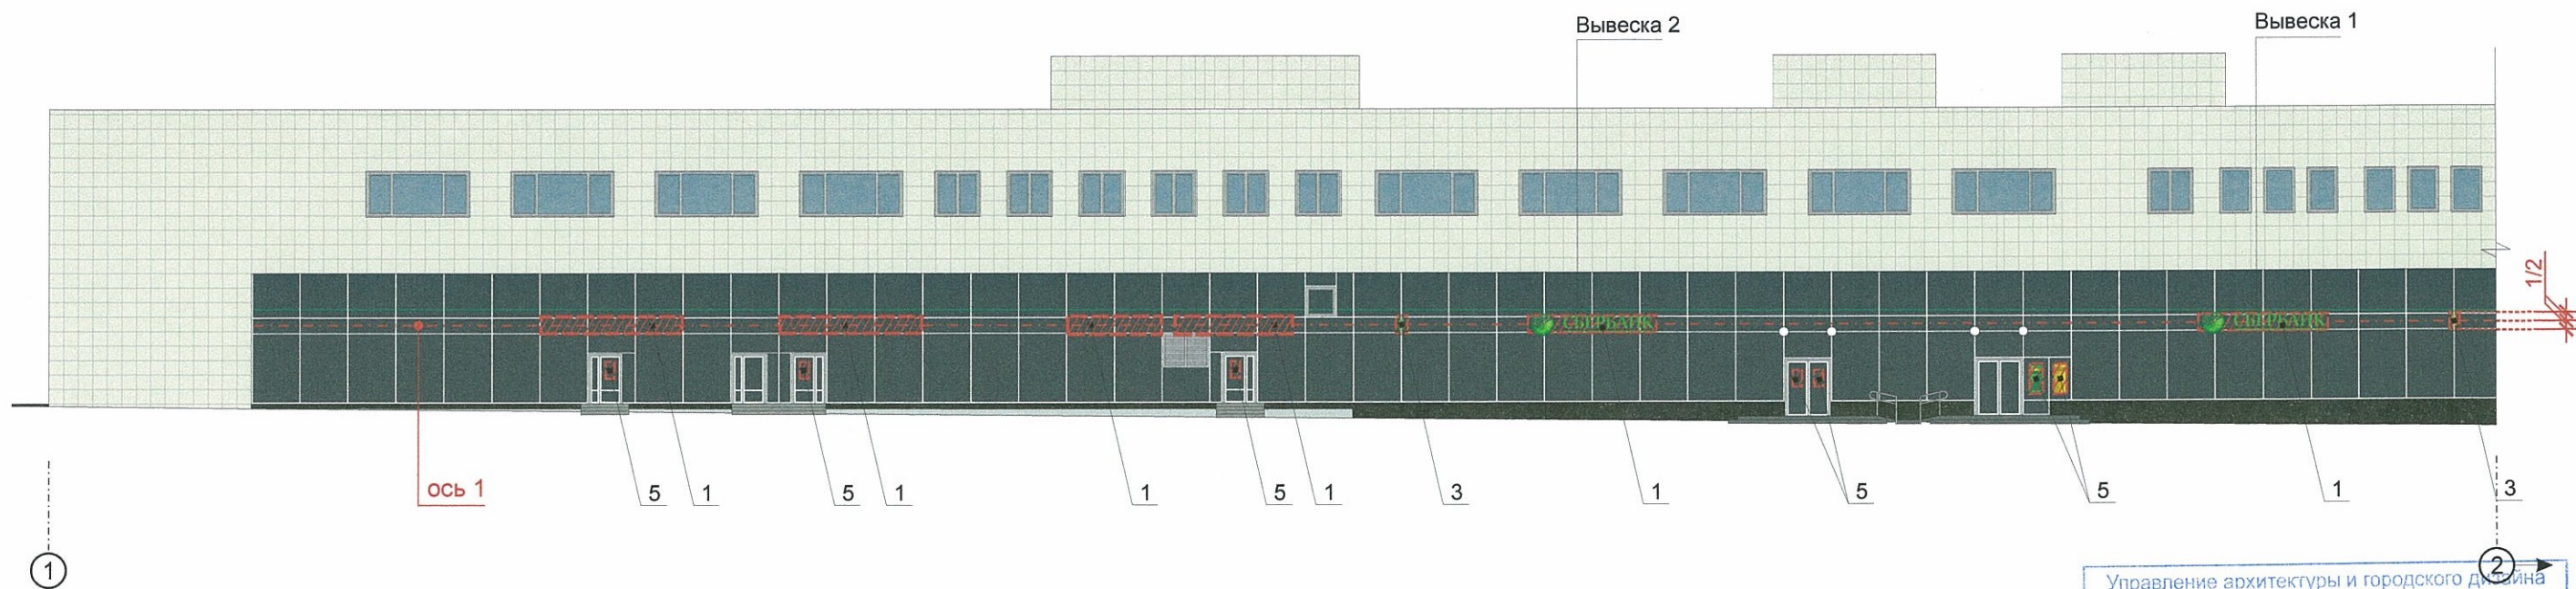 Вывеска 2
Вывеска 1
СБЕРБАНК
СБЕРБАНК
1/2
ось 1
5
1
5
1
1
5
1
3
1
5
5
1
3
1
2
Управление архитектуры и городского дизайна